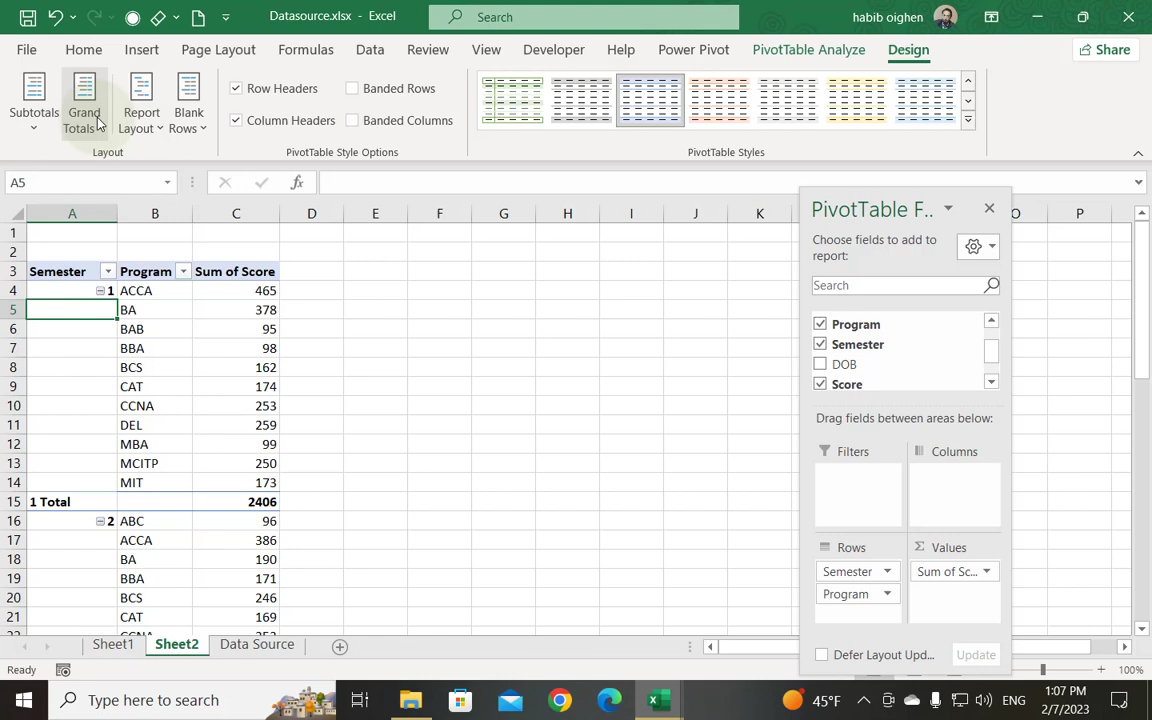 Datasource.xlsx - Excel
Search
habib oighen
File Home Insert Page Layout Formulas Data Review View Developer Help Power Pivot PivotTable Analyze Design Share
Subtotals
Grand Totals
Report Layout
Blank Rows
Layout
Row Headers
Banded Rows
Column Headers
Banded Columns
PivotTable Style Options
PivotTable Styles
A5
fx
A B C D E F G H I J K O P
1
2
3 Semester Program Sum of Score
4 1 ACCA 465
5 BA 378
6 BAB 95
7 BBA 98
8 BCS 162
9 CAT 174
10 CCNA 253
11 DEL 259
12 MBA 99
13 MCITP 250
14 MIT 173
15 1 Total 2406
16 2 ABC 96
17 ACCA 386
18 BA 190
19 BBA 171
20 BCS 246
21 CAT 169
PivotTable F..
Choose fields to add to
report:
Search
Program
Semester
DOB
Score
Drag fields between areas below:
Filters
Columns
Rows
Values
Semester
Sum of Sc...
Program
Defer Layout Upd...
Update
Sheet1 Sheet2 Data Source
Ready
100%
Type here to search
45°F
ENG
1:07 PM
2/7/2023